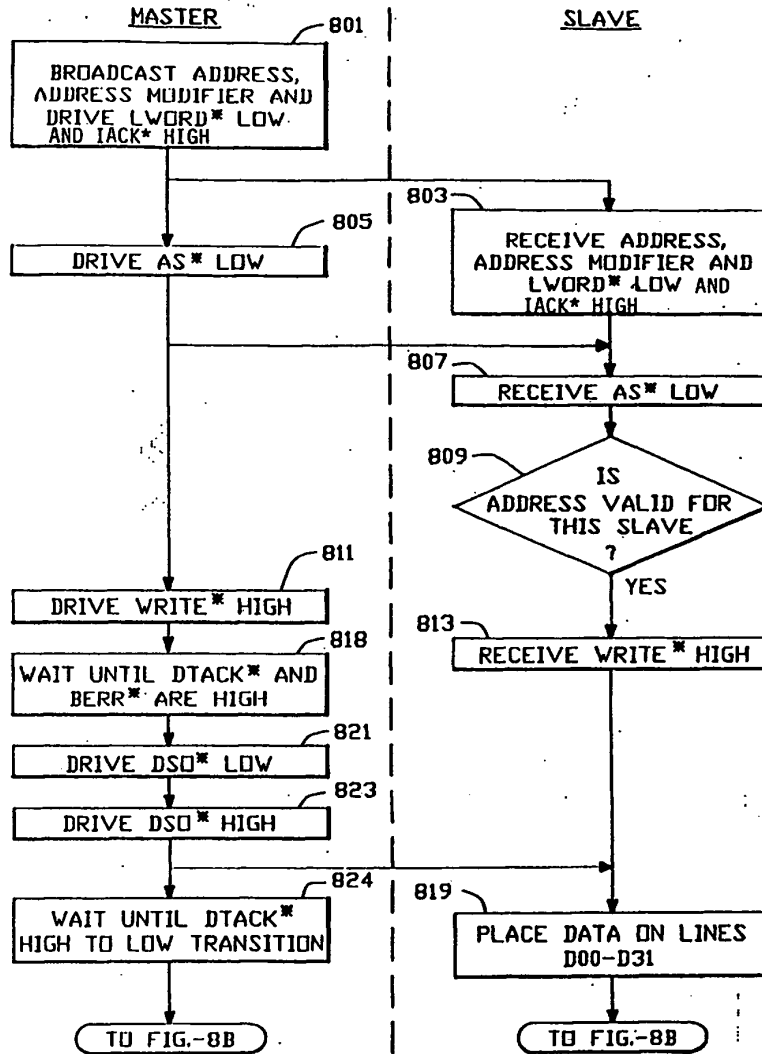 MASTER
SLAVE
801
BROADCAST ADDRESS,
ADDRESS MODIFIER AND
DRIVE LWORD* LOW
AND IACK* HIGH
803
RECEIVE ADDRESS,
ADDRESS MODIFIER AND
LWORD* LOW AND
IACK* HIGH
805
DRIVE AS* LOW
807
RECEIVE AS* LOW
809
IS
ADDRESS VALID FOR
THIS SLAVE
?
YES
811
DRIVE WRITE* HIGH
813
RECEIVE WRITE* HIGH
818
WAIT UNTIL DTACK* AND
BERR* ARE HIGH
821
DRIVE DSO* LOW
823
DRIVE DSO* HIGH
824
WAIT UNTIL DTACK*
HIGH TO LOW TRANSITION
819
PLACE DATA ON LINES
D00-D31
TO FIG.-8B
TO FIG.-8B